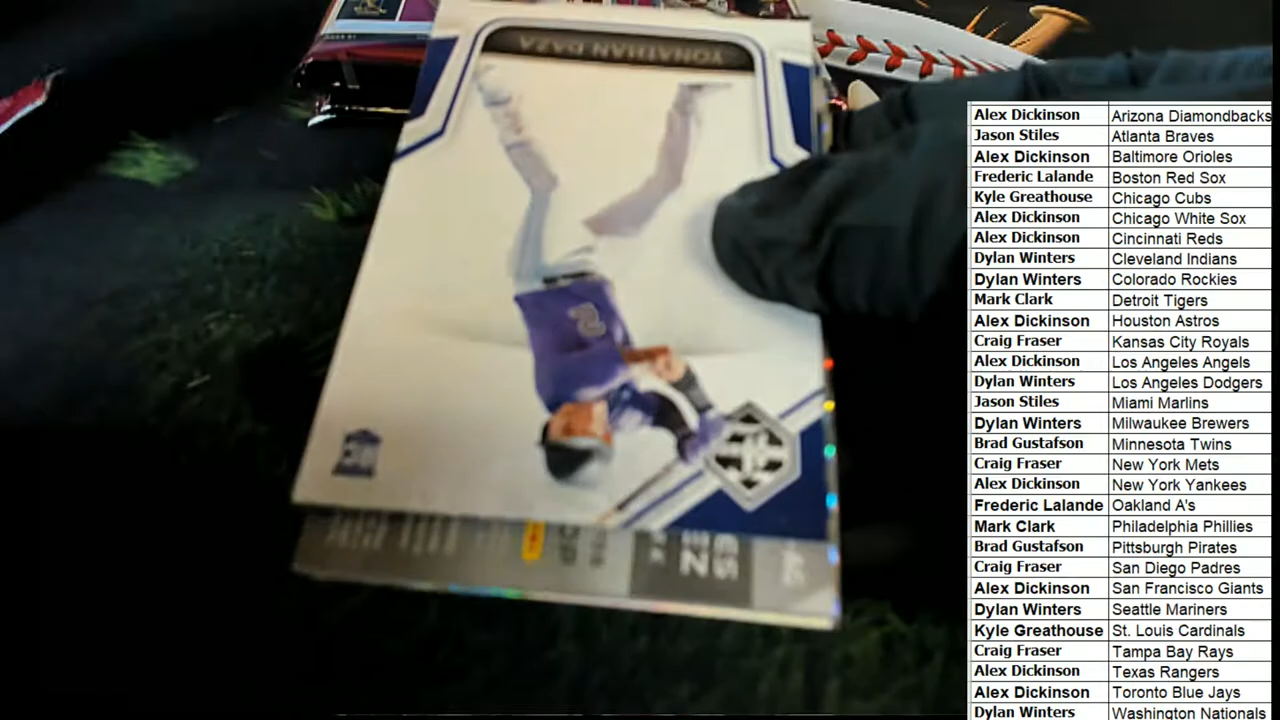 YONATHAN DAZA
2
RC
Alex Dickinson Arizona Diamondbacks
Jason Stiles Atlanta Braves
Alex Dickinson Baltimore Orioles
Frederic Lalande Boston Red Sox
Kyle Greathouse Chicago Cubs
Alex Dickinson Chicago White Sox
Alex Dickinson Cincinnati Reds
Dylan Winters Cleveland Indians
Dylan Winters Colorado Rockies
Mark Clark Detroit Tigers
Alex Dickinson Houston Astros
Craig Fraser Kansas City Royals
Alex Dickinson Los Angeles Angels
Dylan Winters Los Angeles Dodgers
Jason Stiles Miami Marlins
Dylan Winters Milwaukee Brewers
Brad Gustafson Minnesota Twins
Craig Fraser New York Mets
Alex Dickinson New York Yankees
Frederic Lalande Oakland A's
Mark Clark Philadelphia Phillies
Brad Gustafson Pittsburgh Pirates
Craig Fraser San Diego Padres
Alex Dickinson San Francisco Giants
Dylan Winters Seattle Mariners
Kyle Greathouse St. Louis Cardinals
Craig Fraser Tampa Bay Rays
Alex Dickinson Texas Rangers
Alex Dickinson Toronto Blue Jays
Dylan Winters Washington Nationals